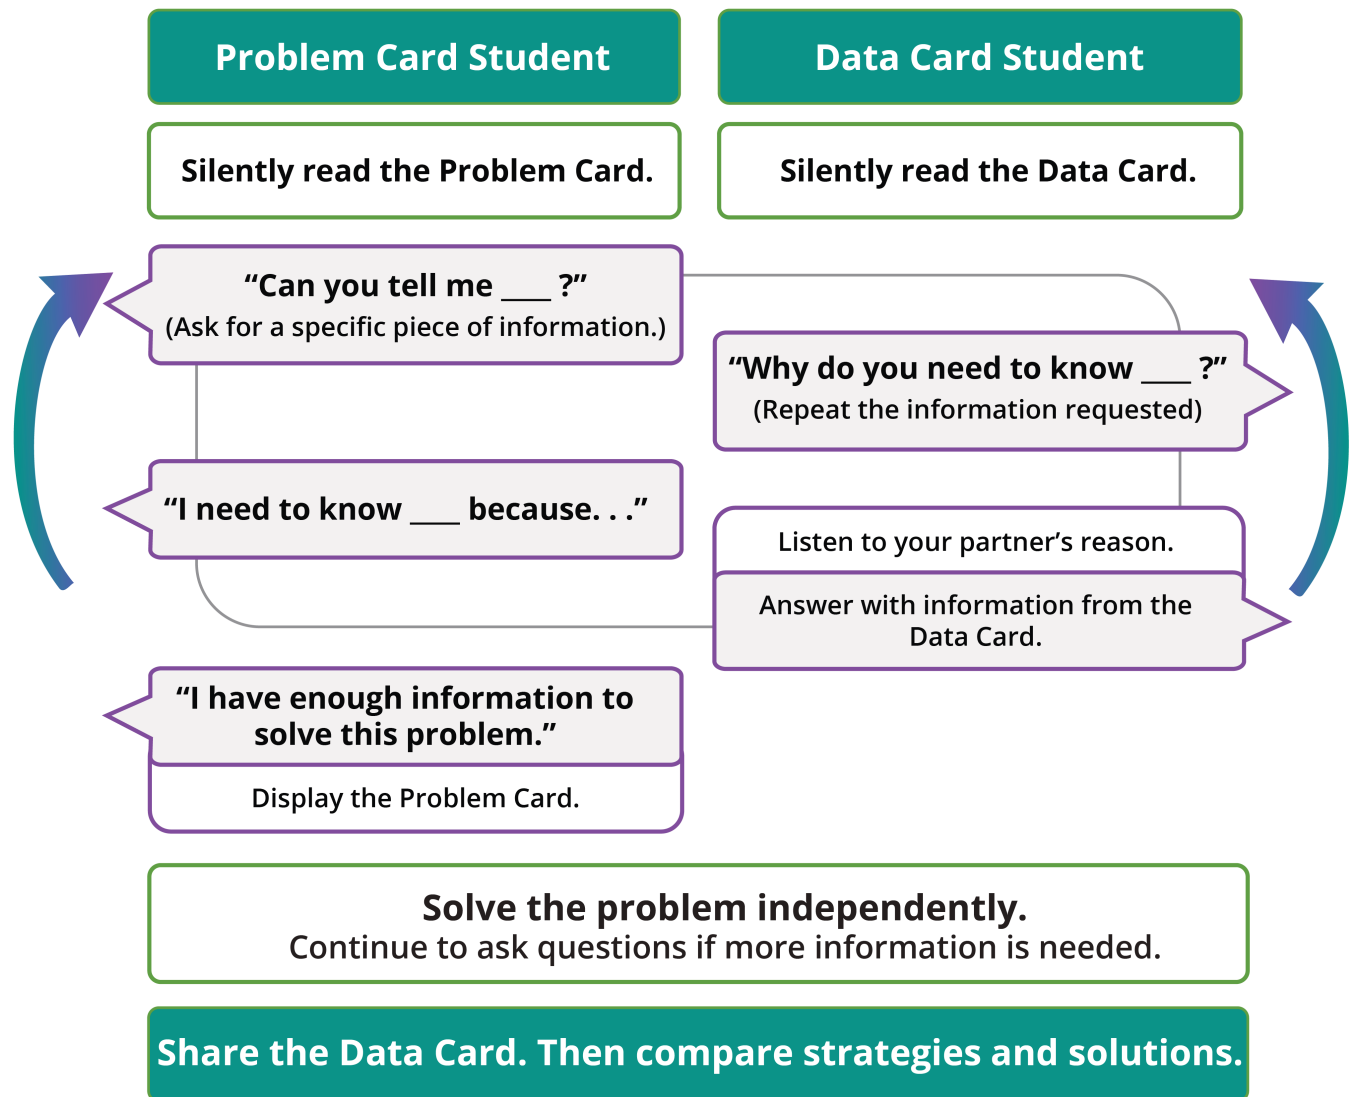 Problem Card Student
Data Card Student
Silently read the Problem Card.
Silently read the Data Card.
“Can you tell me ____ ?”
(Ask for a specific piece of information.)
“Why do you need to know ____ ?”
(Repeat the information requested)
“I need to know ____ because. . .”
Listen to your partner’s reason.
Answer with information from the
Data Card.
“I have enough information to
solve this problem.”
Display the Problem Card.
Solve the problem independently.
Continue to ask questions if more information is needed.
Share the Data Card. Then compare strategies and solutions.